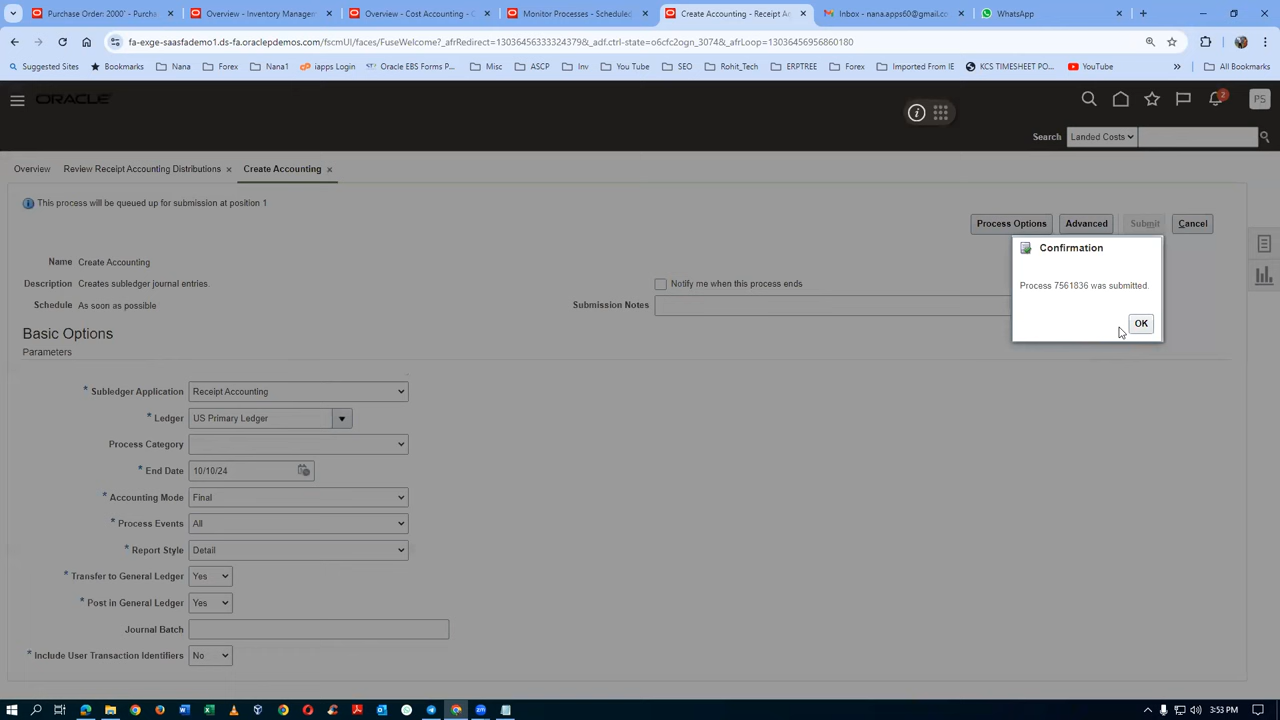 Purchase Order: 2000' - Purcha
Overview - Inventory Managem
Overview - Cost Accounting - O
Monitor Processes - Scheduled
Create Accounting - Receipt A
Inbox - nana.apps60@gmail.co
WhatsApp
fa-exge-saasfademo1.ds-fa.oraclepdemos.com/fscmUI/faces/FuseWelcome?_afrRedirect=13036456333324379&_adf.ctrl-state=o6cfc2ogn_3074&_afrLoop=13036456956860180
Suggested Sites
Bookmarks
Nana
Forex
Nana1
iapps Login
Oracle EBS Forms P...
Misc
ASCP
Inv
You Tube
SEO
Rohit_Tech
ERPTREE
Forex
Imported From IE
KCS TIMESHEET PO...
YouTube
All Bookmarks
ORACLE
2
PS
Search
Landed Costs
Overview
Review Receipt Accounting Distributions
Create Accounting
This process will be queued up for submission at position 1
Process Options
Advanced
Submit
Cancel
Confirmation
Process 7561836 was submitted.
OK
Name Create Accounting
Description Creates subledger journal entries.
Notify me when this process ends
Schedule As soon as possible
Submission Notes
Basic Options
Parameters
* Subledger Application Receipt Accounting
* Ledger US Primary Ledger
Process Category
* End Date 10/10/24
* Accounting Mode Final
* Process Events All
* Report Style Detail
* Transfer to General Ledger Yes
* Post in General Ledger Yes
Journal Batch
* Include User Transaction Identifiers No
3:53 PM